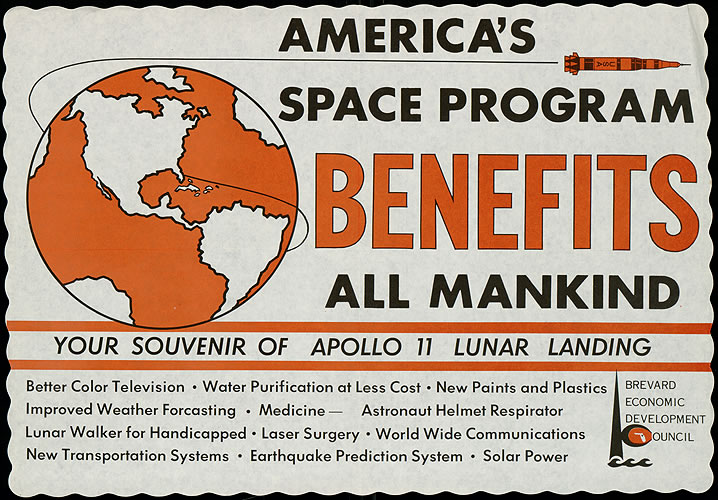 AMERICA'S
USA
SPACE PROGRAM
BENEFITS
ALL MANKIND
YOUR SOUVENIR OF APOLLO 11 LUNAR LANDING
Better Color Television • Water Purification at Less Cost • New Paints and Plastics
Improved Weather Forcasting • Medicine — Astronaut Helmet Respirator
Lunar Walker for Handicapped • Laser Surgery • World Wide Communications
New Transportation Systems • Earthquake Prediction System • Solar Power
BREVARD
ECONOMIC
DEVELOPMENT
COUNCIL